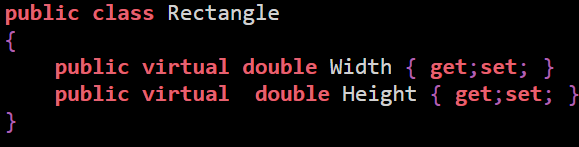 public class Rectangle
{
    public virtual double Width { get;set; }
    public virtual  double Height { get;set; }
}